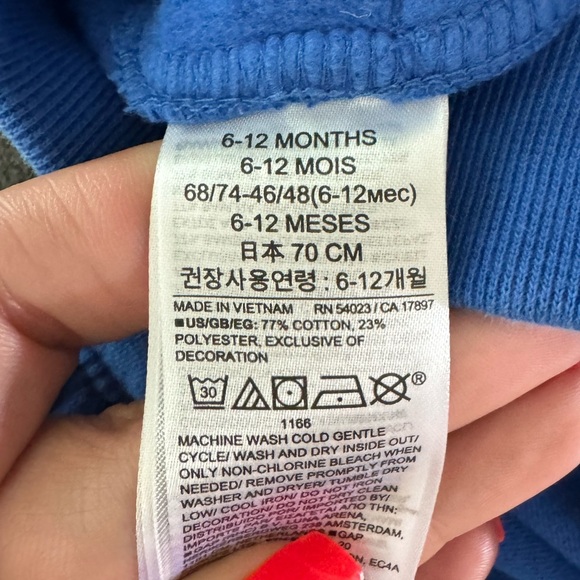 6-12 MONTHS
6-12 MOIS
68/74-46/48(6-12мес)
6-12 MESES
日本 70 CM
권장사용연령 : 6-12개월
MADE IN VIETNAM RN 54023 / CA 17897
■US/GB/EG: 77% COTTON, 23%
POLYESTER, EXCLUSIVE OF
DECORATION
30 ®
1166
MACHINE WASH COLD GENTLE
CYCLE/ WASH AND DRY INSIDE OUT/
ONLY NON-CHLORINE BLEACH WHEN
NEEDED/ REMOVE PROMPTLY FROM
WASHER AND DRYER/ TUMBLE DRY
LOW/ COOL IRON/ DO NOT IRON
DECORATION/ DO NOT DRY CLEAN
DISTRIBUTED BY/
ARENA,
AMSTERDAM,
GAP
EC4A